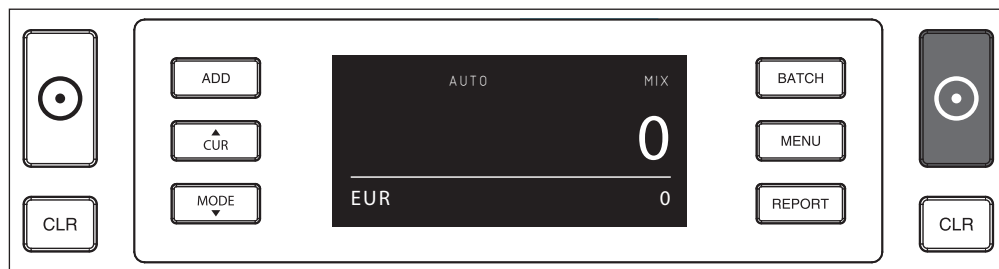 ADD
CUR
MODE
CLR
AUTO MIX
0
EUR 0
BATCH
MENU
REPORT
CLR